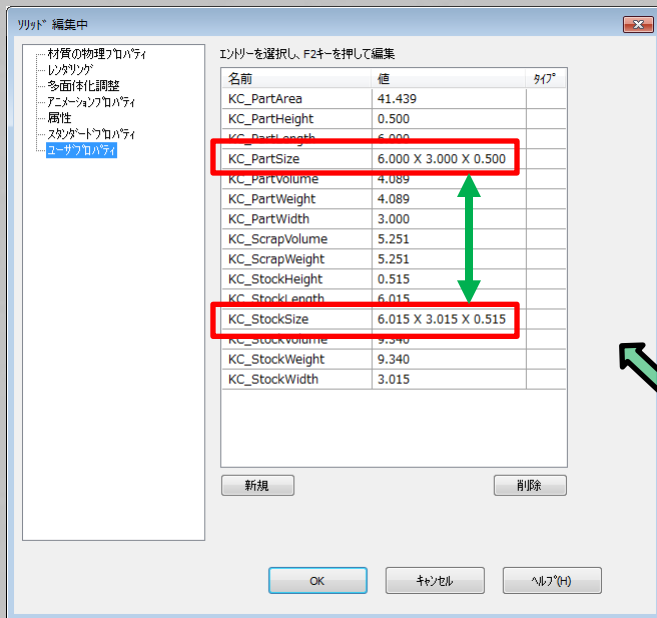 ソリッド 編集中
材質の物理プロパティ
レンダリング
多面体化調整
アニメーションプロパティ
属性
スタンダードプロパティ
ユーザプロパティ
エントリーを選択し、F2キーを押して編集
名前 値 タイプ
KC_PartArea 41.439
KC_PartHeight 0.500
KC_PartLength 6.000
KC_PartSize 6.000 X 3.000 X 0.500
KC_PartVolume 4.089
KC_PartWeight 4.089
KC_PartWidth 3.000
KC_ScrapVolume 5.251
KC_ScrapWeight 5.251
KC_StockHeight 0.515
KC_StockLength 6.015
KC_StockSize 6.015 X 3.015 X 0.515
KC_StockVolume 9.340
KC_StockWeight 9.340
KC_StockWidth 3.015
新規 削除
OK キャンセル ヘルプ(H)